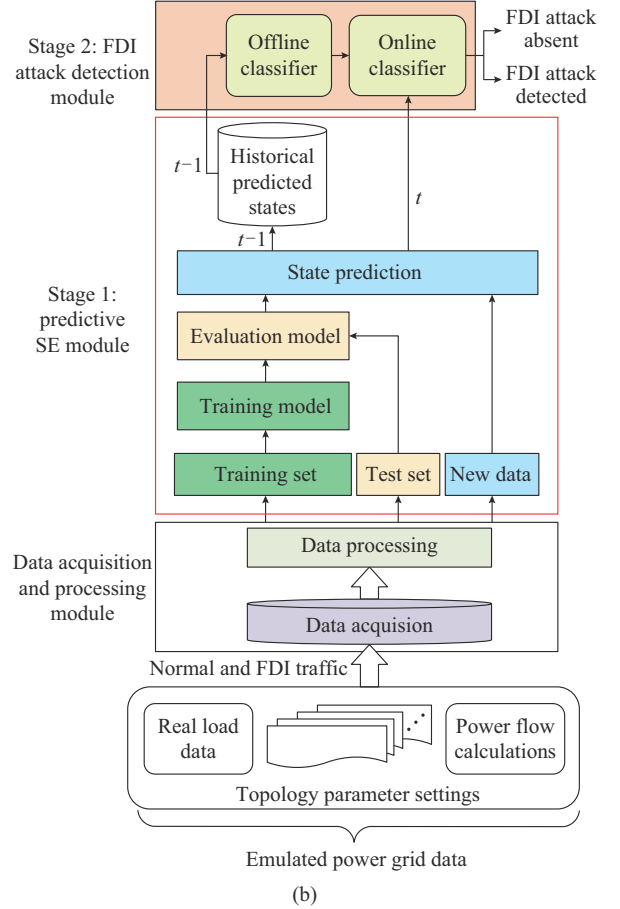 Stage 2: FDI
attack detection
module
Offline
classifier
Online
classifier
FDI attack
absent
FDI attack
detected
t−1
Historical
predicted
states
t−1
t
Stage 1:
predictive
SE module
State prediction
Evaluation model
Training model
Training set
Test set
New data
Data acquisition
and processing
module
Data processing
Data acquision
Normal and FDI traffic
Real load
data
Power flow
calculations
Topology parameter settings
Emulated power grid data
(b)